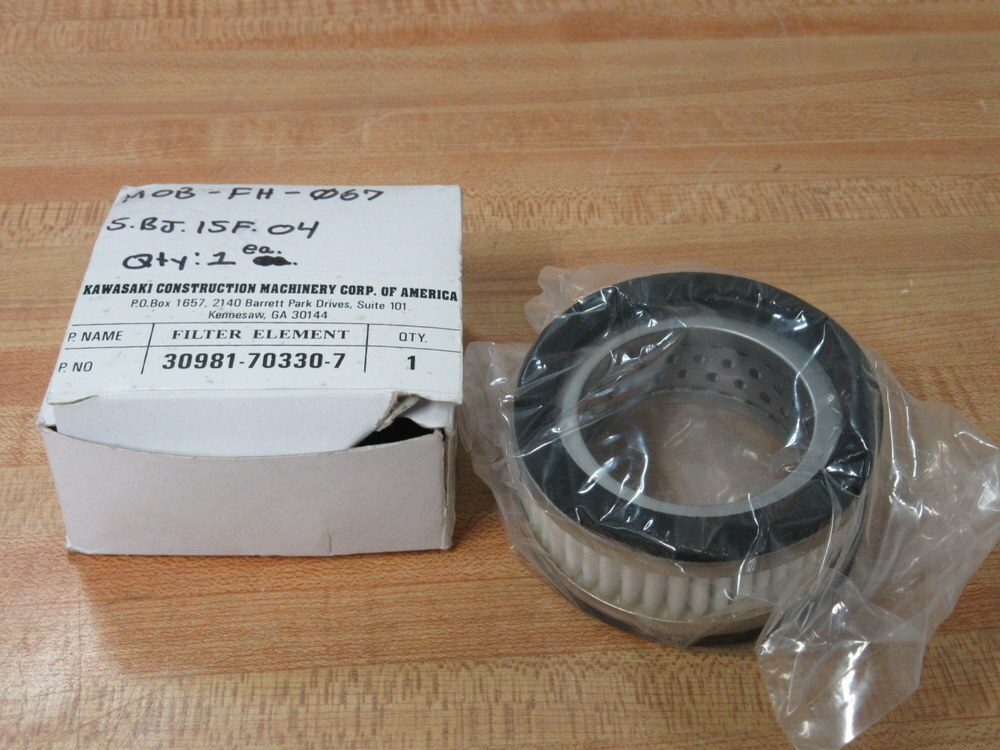 MOB-FH-Ø67
S.BJ.15F.04
Qty:1 ea.
KAWASAKI CONSTRUCTION MACHINERY CORP. OF AMERICA
P.O.Box 1657, 2140 Barrett Park Drives, Suite 101
Kennesaw, GA 30144
P. NAME FILTER ELEMENT QTY.
P. NO 30981-70330-7 1